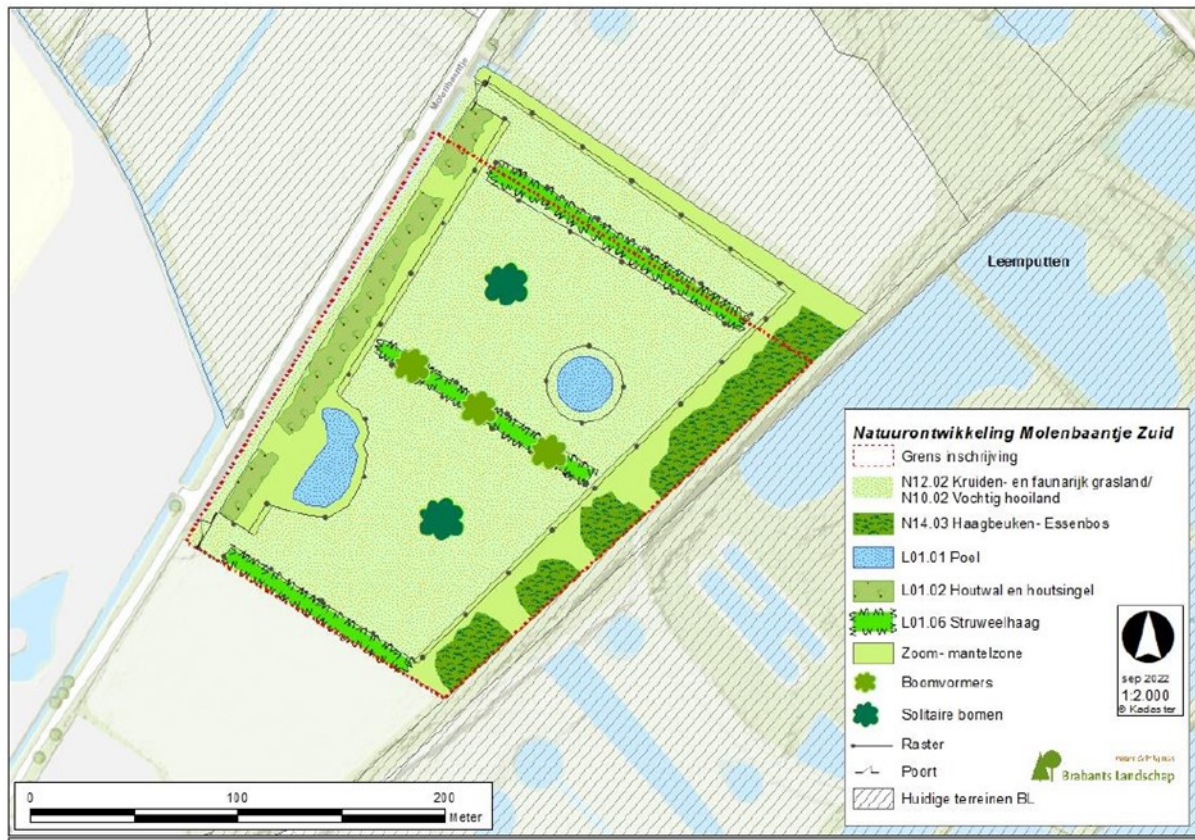 Molenbaantje
Leemputten
Natuurontwikkeling Molenbaantje Zuid
Grens inschrijving
N12.02 Kruiden- en faunarijk grasland/
N10.02 Vochtig hooiland
N14.03 Haagbeuken- Essenbos
L01.01 Poel
L01.02 Houtwal en houtsingel
L01.06 Struweelhaag
Zoom- mantelzone
Boomvormers
Solitaire bomen
Raster
Poort
Huidige terreinen BL
sep 2022
1:2.000
© Kadaster
Brabants Landschap
0 100 200
Meter